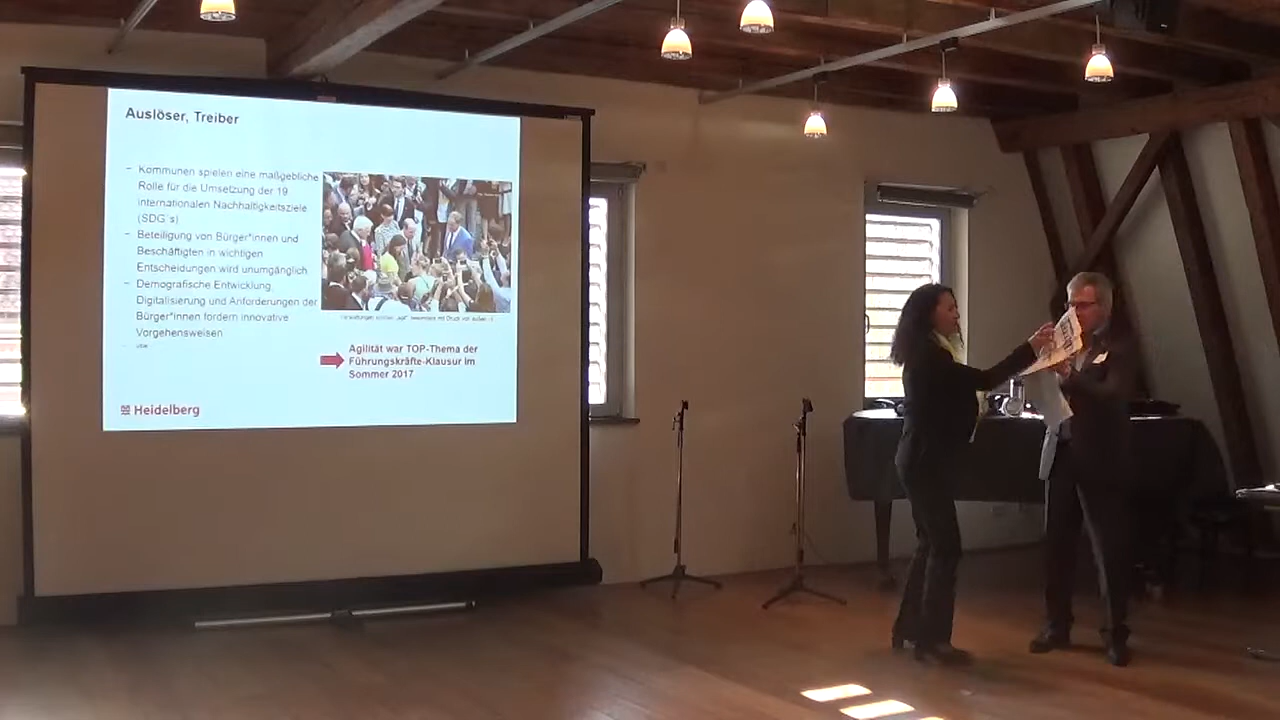 Auslöser, Treiber
– Kommunen spielen eine maßgebliche
Rolle für die Umsetzung der 19
internationalen Nachhaltigkeitsziele
(SDG´s)
– Beteiligung von Bürger*innen und
Beschäftigten in wichtigen
Entscheidungen wird unumgänglich
– Demografische Entwicklung,
Digitalisierung und Anforderungen der
Bürger*innen fordern innovative
Vorgehensweisen
– usw.
Agilität war TOP-Thema der
Führungskräfte-Klausur im
Sommer 2017
Heidelberg